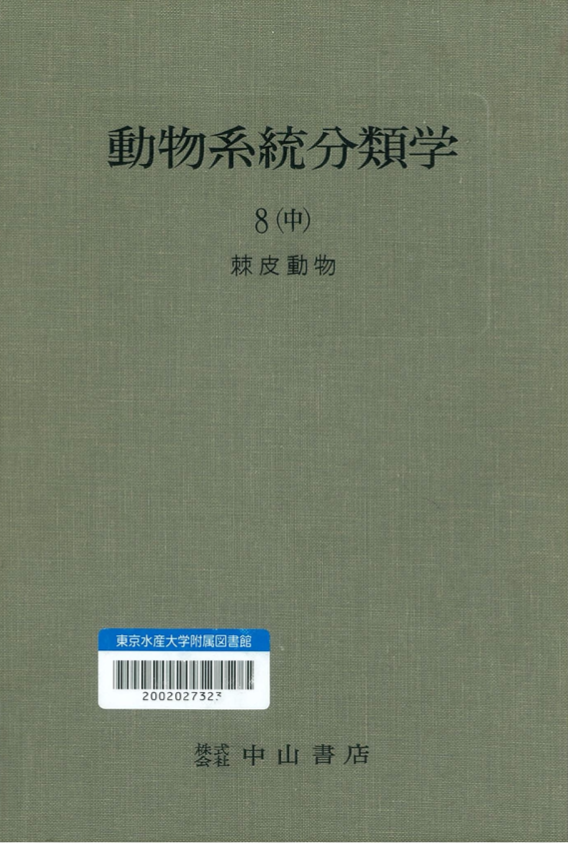 動物系統分類学
8(中)
棘皮動物
東京水産大学附属図書館
2002027323
株式会社 中山書店